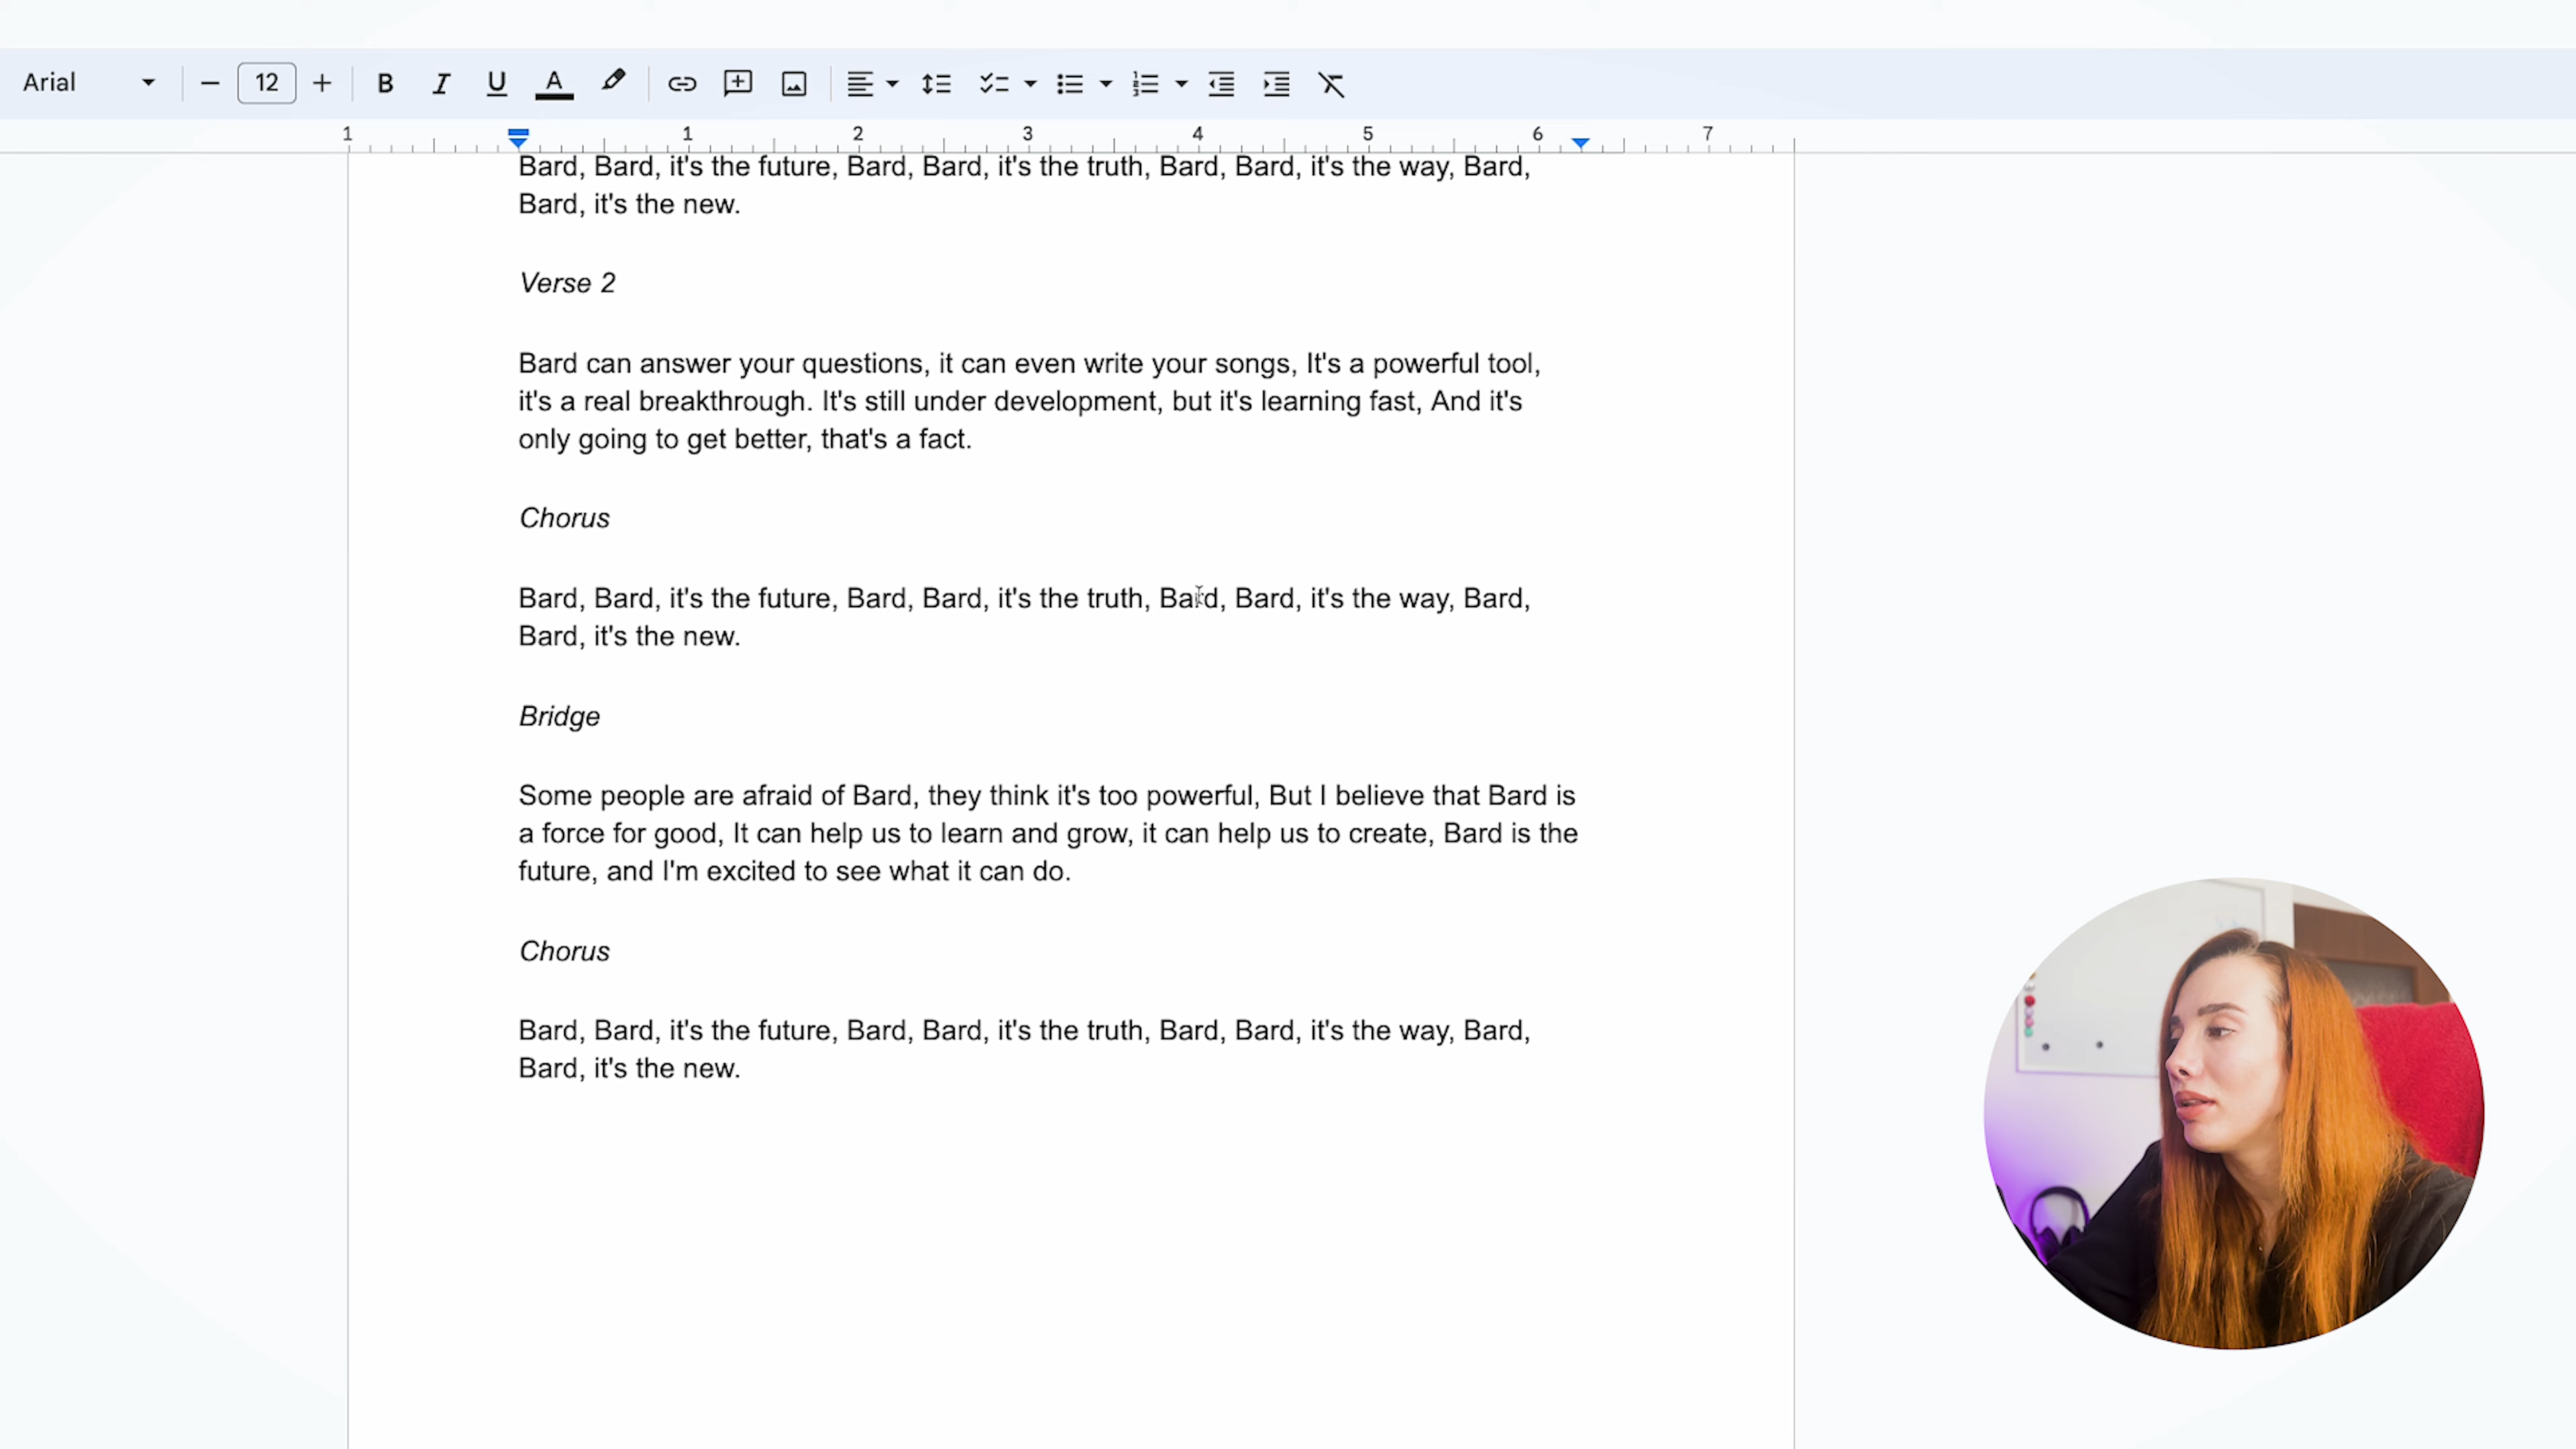 Arial
12
B I U A
1 1 2 3 4 5 6 7
Bard, Bard, it's the future, Bard, Bard, it's the truth, Bard, Bard, it's the way, Bard,
Bard, it's the new.
Verse 2
Bard can answer your questions, it can even write your songs, It's a powerful tool,
it's a real breakthrough. It's still under development, but it's learning fast, And it's
only going to get better, that's a fact.
Chorus
Bard, Bard, it's the future, Bard, Bard, it's the truth, Bard, Bard, it's the way, Bard,
Bard, it's the new.
Bridge
Some people are afraid of Bard, they think it's too powerful, But I believe that Bard is
a force for good, It can help us to learn and grow, it can help us to create, Bard is the
future, and I'm excited to see what it can do.
Chorus
Bard, Bard, it's the future, Bard, Bard, it's the truth, Bard, Bard, it's the way, Bard,
Bard, it's the new.